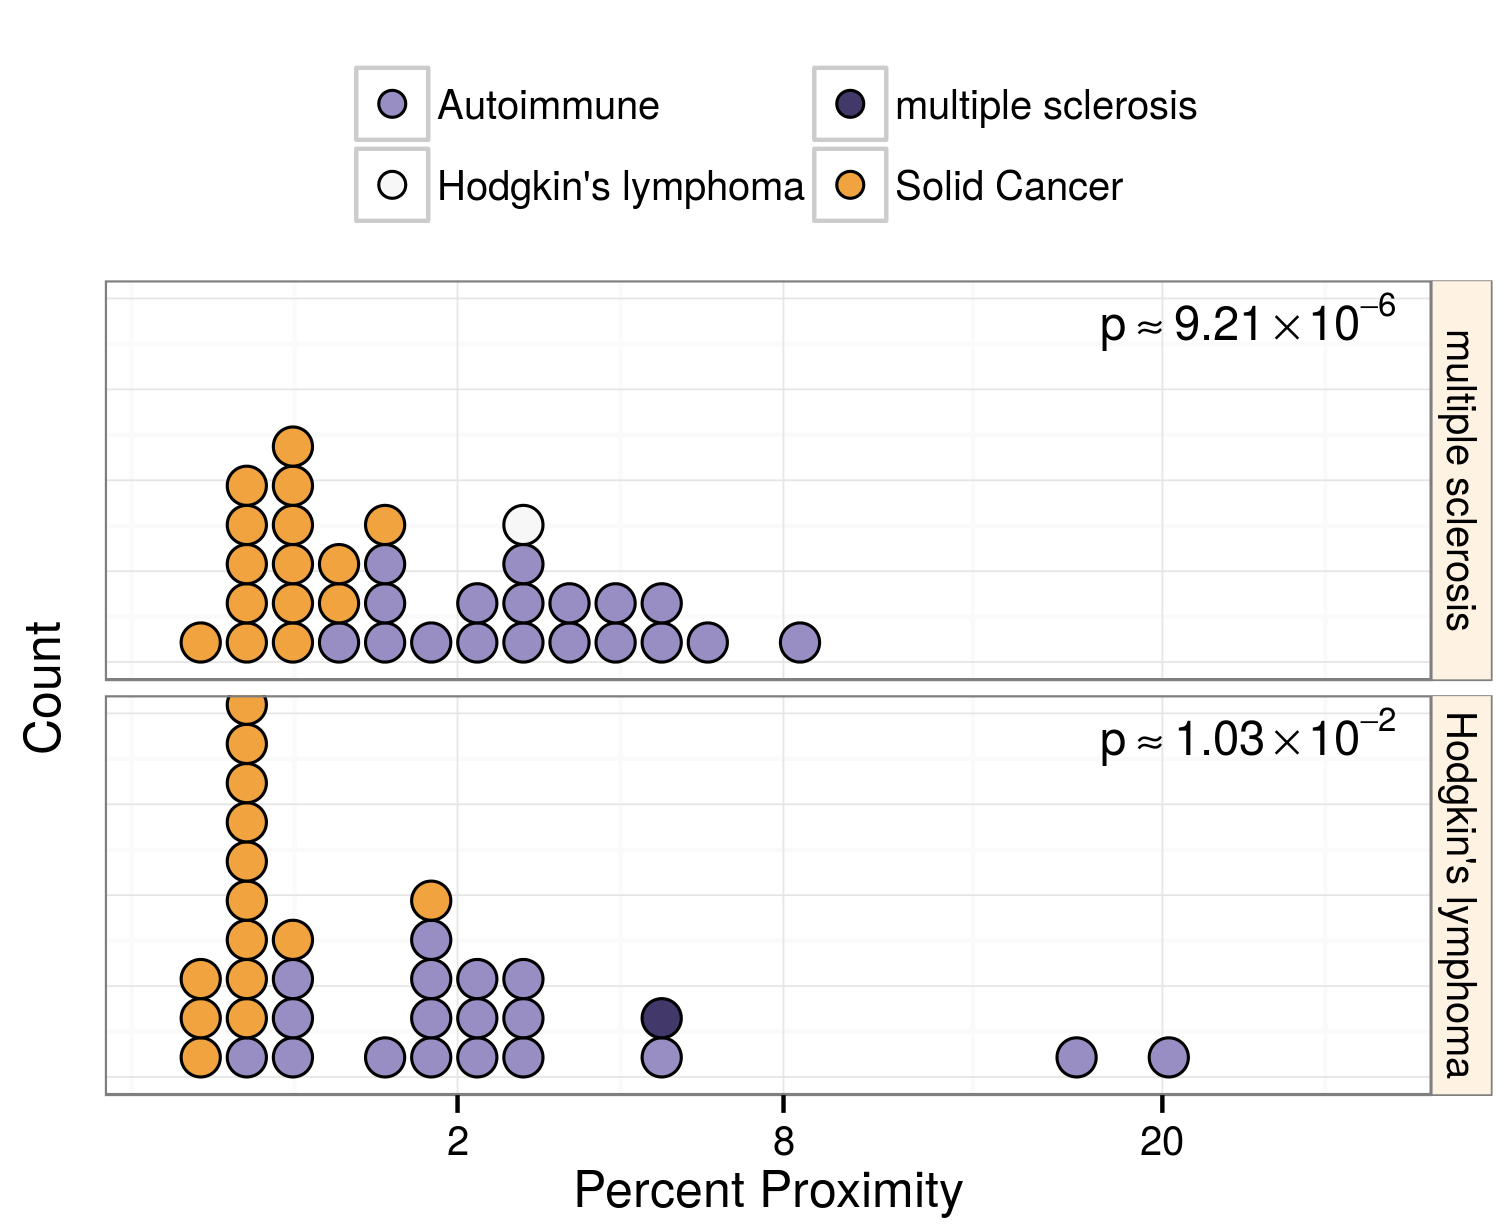 Autoimmune
multiple sclerosis
Hodgkin's lymphoma
Solid Cancer
p ≈ 9.21 × 10⁻⁶
multiple sclerosis
Count
p ≈ 1.03 × 10⁻²
Hodgkin's lymphoma
2 8 20
Percent Proximity